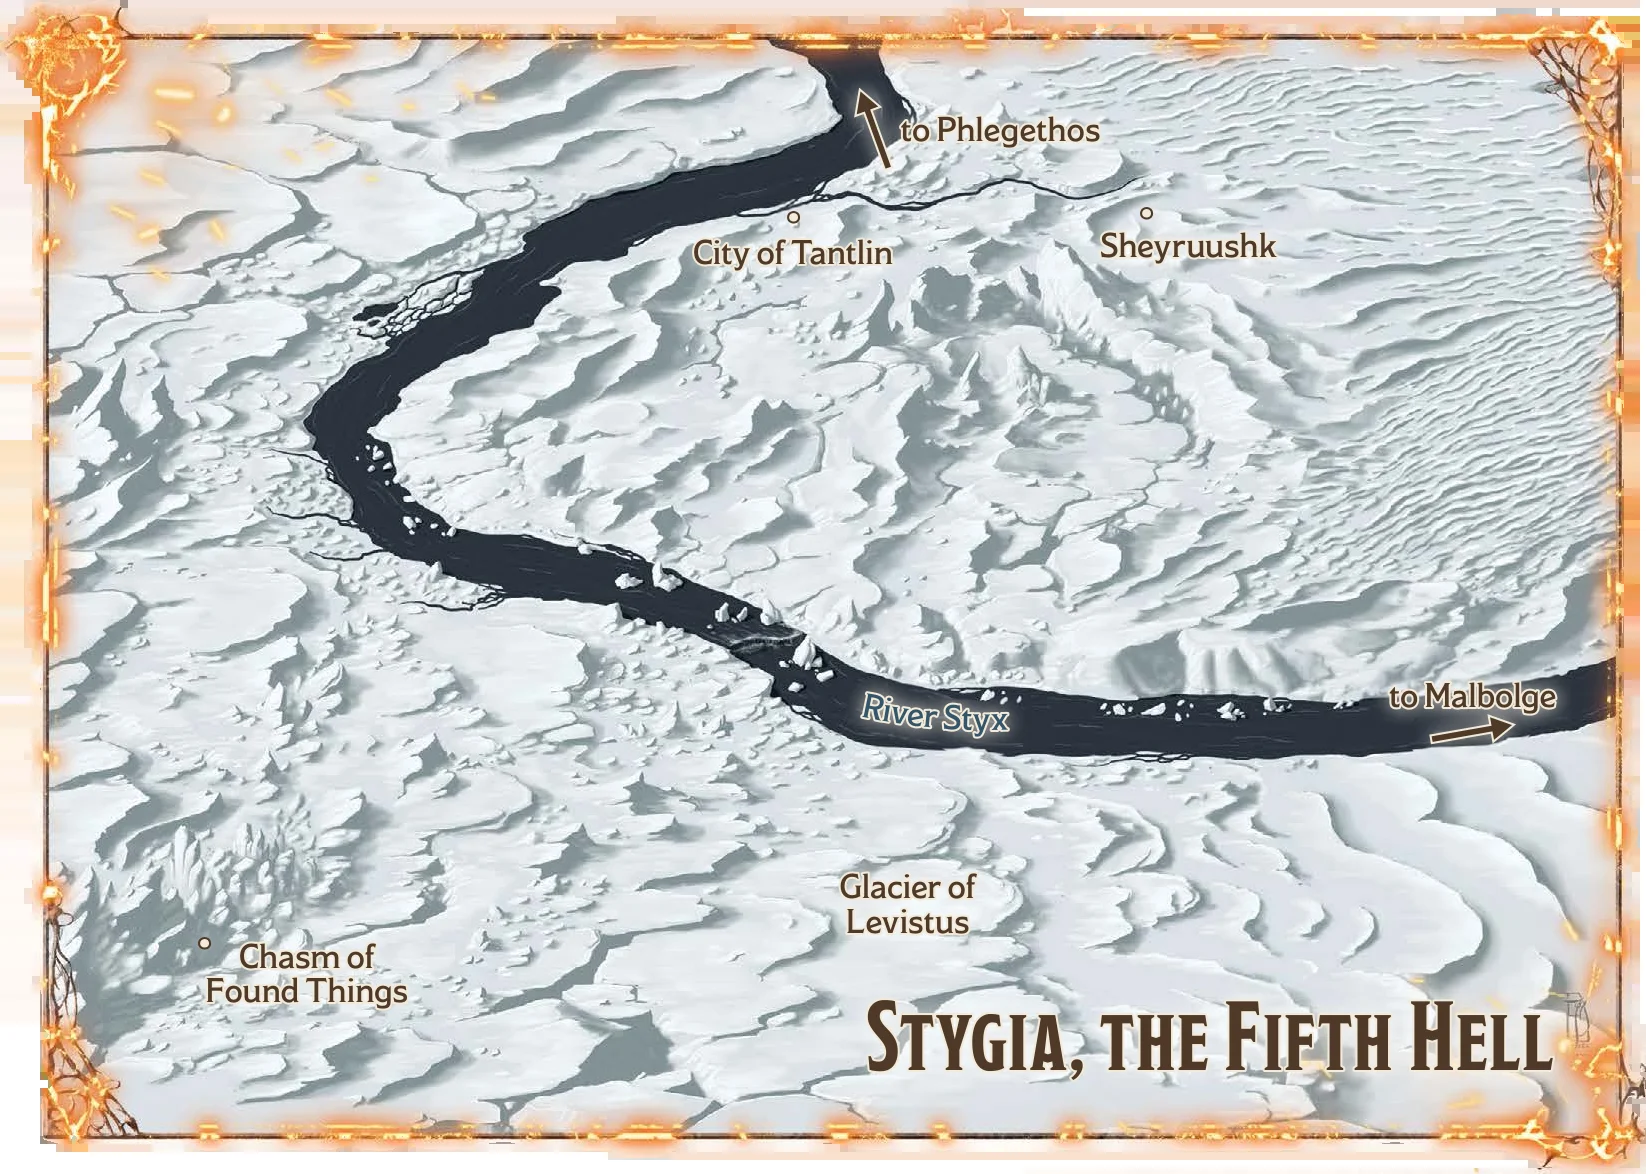 to Phlegethos
City of Tantlin
Sheyruushk
River Styx
to Malbolge
Glacier of
Levistus
Chasm of
Found Things
Stygia, the Fifth Hell